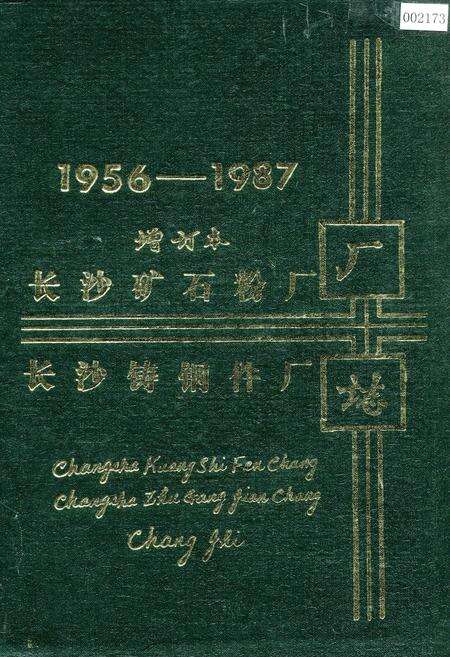 002173
1956—1987
增订本
长沙矿石粉厂
长沙铸钢件厂
厂
志
Changsha Kuang Shi Fen Chang
Changsha Zhu Gang Jian Chang
Chang Zhi